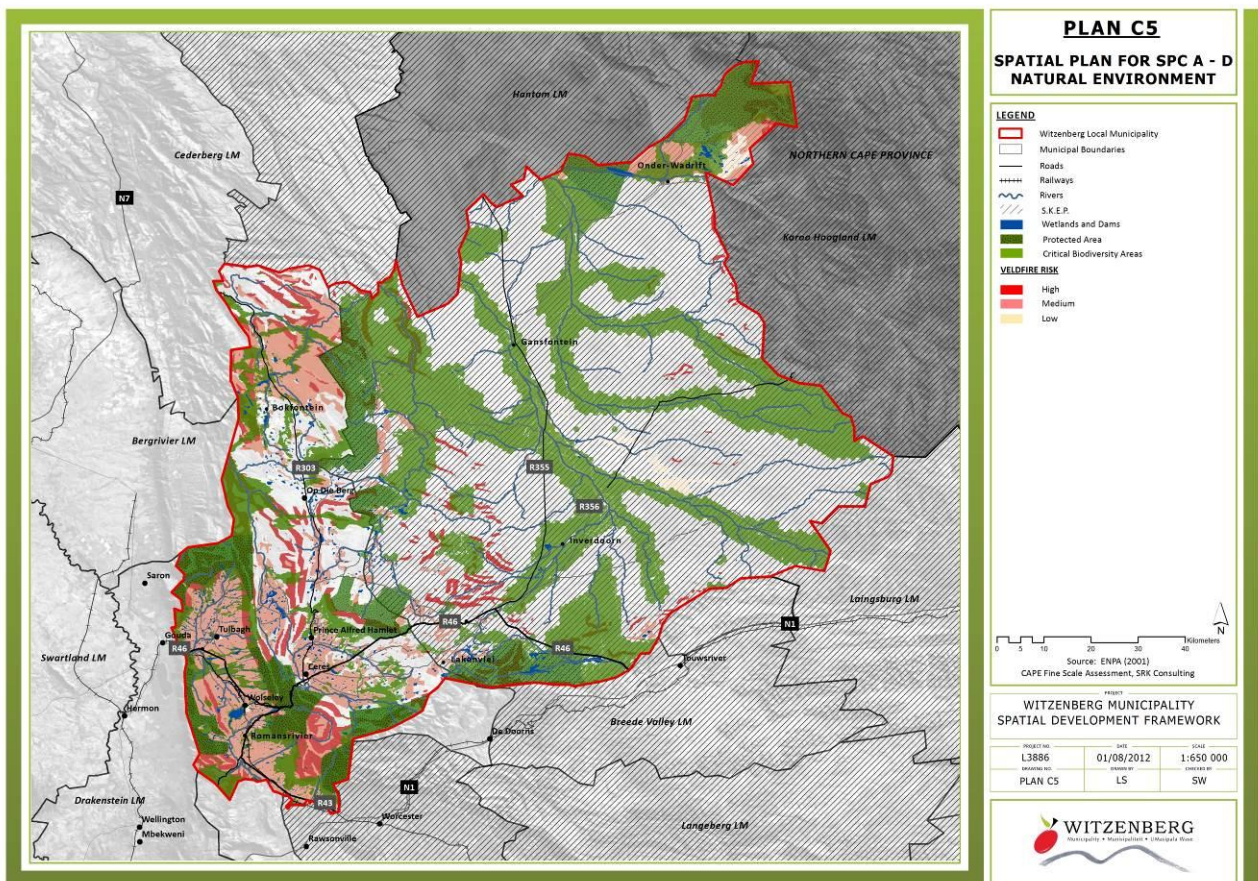 PLAN C5
SPATIAL PLAN FOR SPC A - D
NATURAL ENVIRONMENT
LEGEND
Witzenberg Local Municipality
Municipal Boundaries
Roads
Railways
Rivers
S.K.E.P.
Wetlands and Dams
Protected Area
Critical Biodiversity Areas
VELDFIRE RISK
High
Medium
Low
N
0 5 10 20 30 40
Kilometers
Source: ENPA (2001)
CAPE Fine Scale Assessment, SRK Consulting
PROJECT
WITZENBERG MUNICIPALITY
SPATIAL DEVELOPMENT FRAMEWORK
PROJECT NO. DATE SCALE
L3886 01/08/2012 1:650 000
DRAWING NO. DRAWN BY CHECKED BY
PLAN C5 LS SW
WITZENBERG
Municipality • Munisipaliteit • UMasipala Wase
Hantam LM
Cederberg LM
NORTHERN CAPE PROVINCE
Onder-Wadrift
N7
Karoo Hoogland LM
Gansfontein
Bokfontein
Bergrivier LM
R303
R355
Op Die Berg
R356
Inverdoorn
Saron
Laingsburg LM
R46
N1
Tulbagh
Prince Alfred Hamlet
Gouda
R46
R46
Swartland LM
Lakenvlei
Touwsriver
Ceres
Wolseley
Hermon
Breede Valley LM
Romansrivier
De Doorns
N1
Drakenstein LM
R43
Wellington
Worcester
Langeberg LM
Mbekweni
Rawsonville